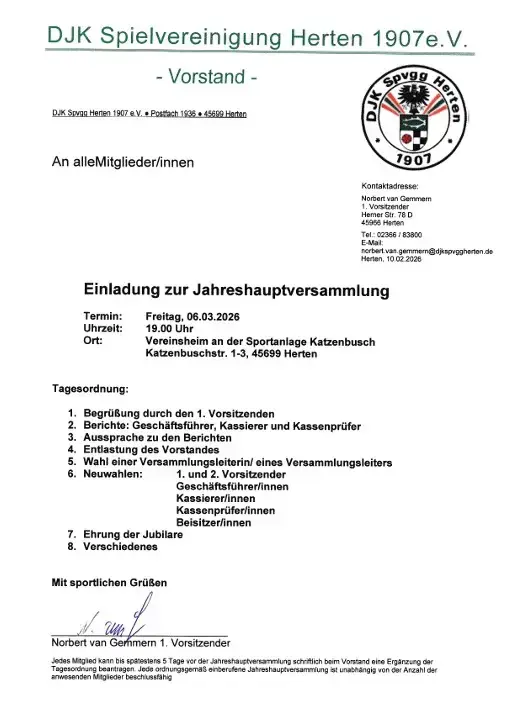 DJK Spielvereinigung Herten 1907e.V.
- Vorstand -
DJK Spvgg Herten 1907 e.V. ● Postfach 1936 ● 45699 Herten
DJK Spvgg Herten
1907
An alleMitglieder/innen
Kontaktadresse:
Norbert van Gemmern
1. Vorsitzender
Herner Str. 78 D
45966 Herten
Tel.: 02366 / 83800
E-Mail:
norbert.van.gemmern@djkspvggherten.de
Herten, 10.02.2026
Einladung zur Jahreshauptversammlung
Termin: Freitag, 06.03.2026
Uhrzeit: 19.00 Uhr
Ort: Vereinsheim an der Sportanlage Katzenbusch
Katzenbuschstr. 1-3, 45699 Herten
Tagesordnung:
1. Begrüßung durch den 1. Vorsitzenden
2. Berichte: Geschäftsführer, Kassierer und Kassenprüfer
3. Aussprache zu den Berichten
4. Entlastung des Vorstandes
5. Wahl einer Versammlungsleiterin/ eines Versammlungsleiters
6. Neuwahlen: 1. und 2. Vorsitzender
Geschäftsführer/innen
Kassierer/innen
Kassenprüfer/innen
Beisitzer/innen
7. Ehrung der Jubilare
8. Verschiedenes
Mit sportlichen Grüßen
Norbert van Gemmern 1. Vorsitzender
Jedes Mitglied kann bis spätestens 5 Tage vor der Jahreshauptversammlung schriftlich beim Vorstand eine Ergänzung der
Tagesordnung beantragen. Jede ordnungsgemäß einberufene Jahreshauptversammlung ist unabhängig von der Anzahl der
anwesenden Mitglieder beschlussfähig